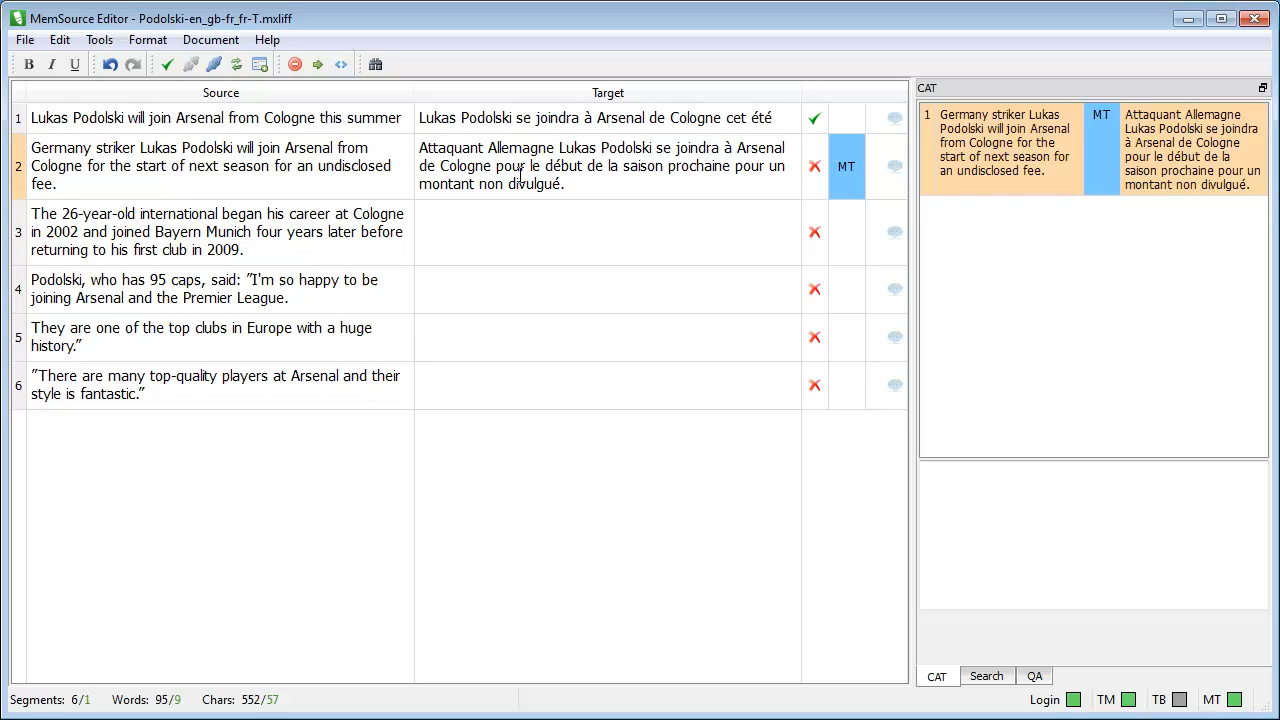 MemSource Editor - Podolski-en_gb-fr_fr-T.mxliff
File Edit Tools Format Document Help
B I U
CAT
Source Target
1 Lukas Podolski will join Arsenal from Cologne this summer
Lukas Podolski se joindra à Arsenal de Cologne cet été
2
Germany striker Lukas Podolski will join Arsenal from
Cologne for the start of next season for an undisclosed
fee.
Attaquant Allemagne Lukas Podolski se joindra à Arsenal
de Cologne pour le début de la saison prochaine pour un
montant non divulgué.
MT
3
The 26-year-old international began his career at Cologne
in 2002 and joined Bayern Munich four years later before
returning to his first club in 2009.
4
Podolski, who has 95 caps, said: ”I'm so happy to be
joining Arsenal and the Premier League.
5
They are one of the top clubs in Europe with a huge
history.”
6
”There are many top-quality players at Arsenal and their
style is fantastic.”
1
Germany striker Lukas
Podolski will join Arsenal
from Cologne for the
start of next season for
an undisclosed fee.
MT
Attaquant Allemagne
Lukas Podolski se joindra
à Arsenal de Cologne
pour le début de la
saison prochaine pour un
montant non divulgué.
CAT Search QA
Segments: 6/1 Words: 95/9 Chars: 552/57
Login TM TB MT